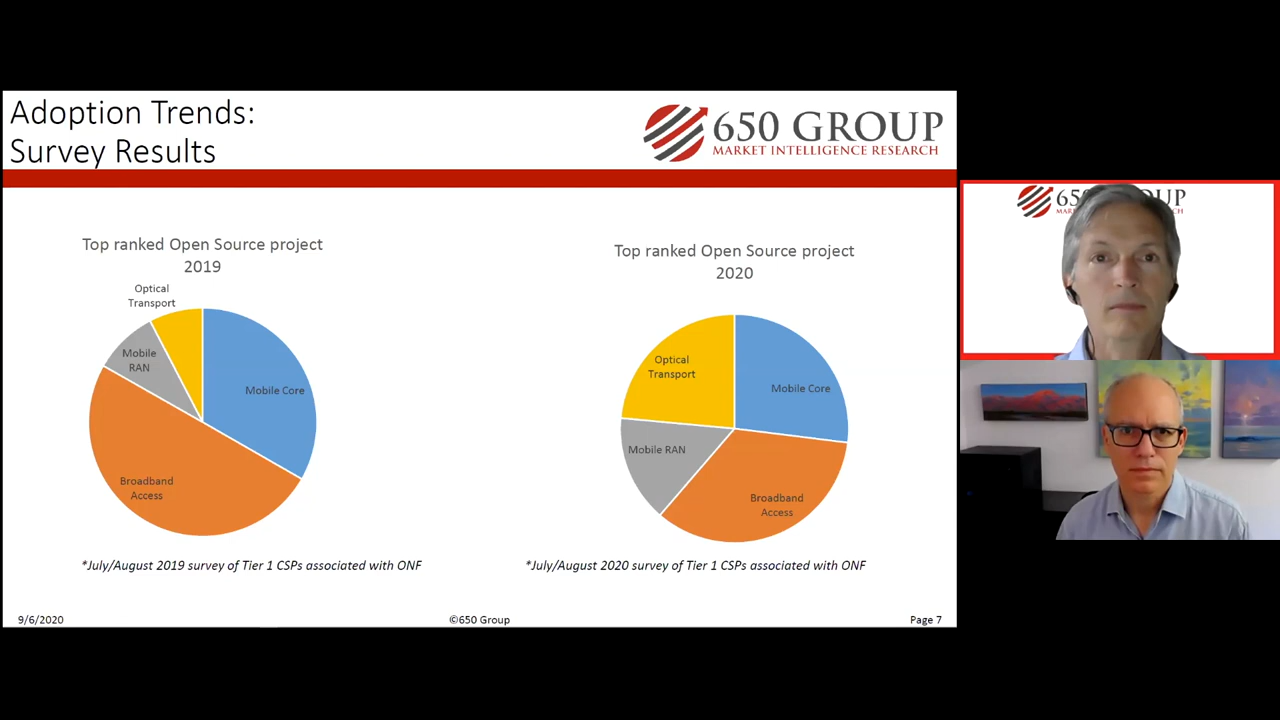 Adoption Trends:
Survey Results
650 GROUP
MARKET INTELLIGENCE RESEARCH
Top ranked Open Source project
2019
Optical
Transport
Mobile
RAN
Mobile Core
Broadband
Access
*July/August 2019 survey of Tier 1 CSPs associated with ONF
Top ranked Open Source project
2020
Optical
Transport
Mobile Core
Mobile RAN
Broadband
Access
*July/August 2020 survey of Tier 1 CSPs associated with ONF
9/6/2020
©650 Group
Page 7